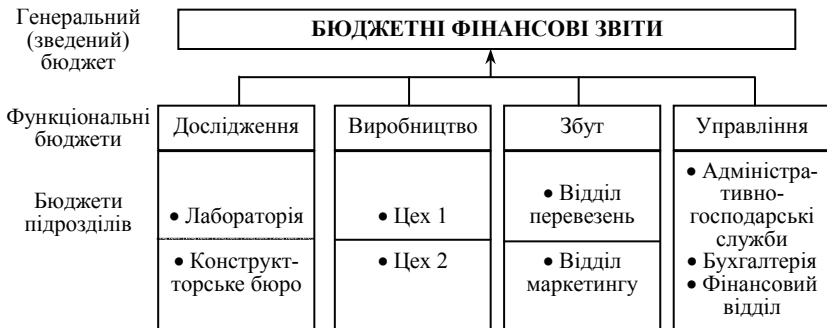 Генеральний
(зведений)
бюджет
БЮДЖЕТНІ ФІНАНСОВІ ЗВІТИ
Функціональні
бюджети
Дослідження
Виробництво
Збут
Управління
Бюджети
підрозділів
• Лабораторія
• Конструкт-
торське бюро
• Цех 1
• Цех 2
• Відділ
перевезень
• Відділ
маркетингу
• Адміністра-
тивно-
господарські
служби
• Бухгалтерія
• Фінансовий
відділ